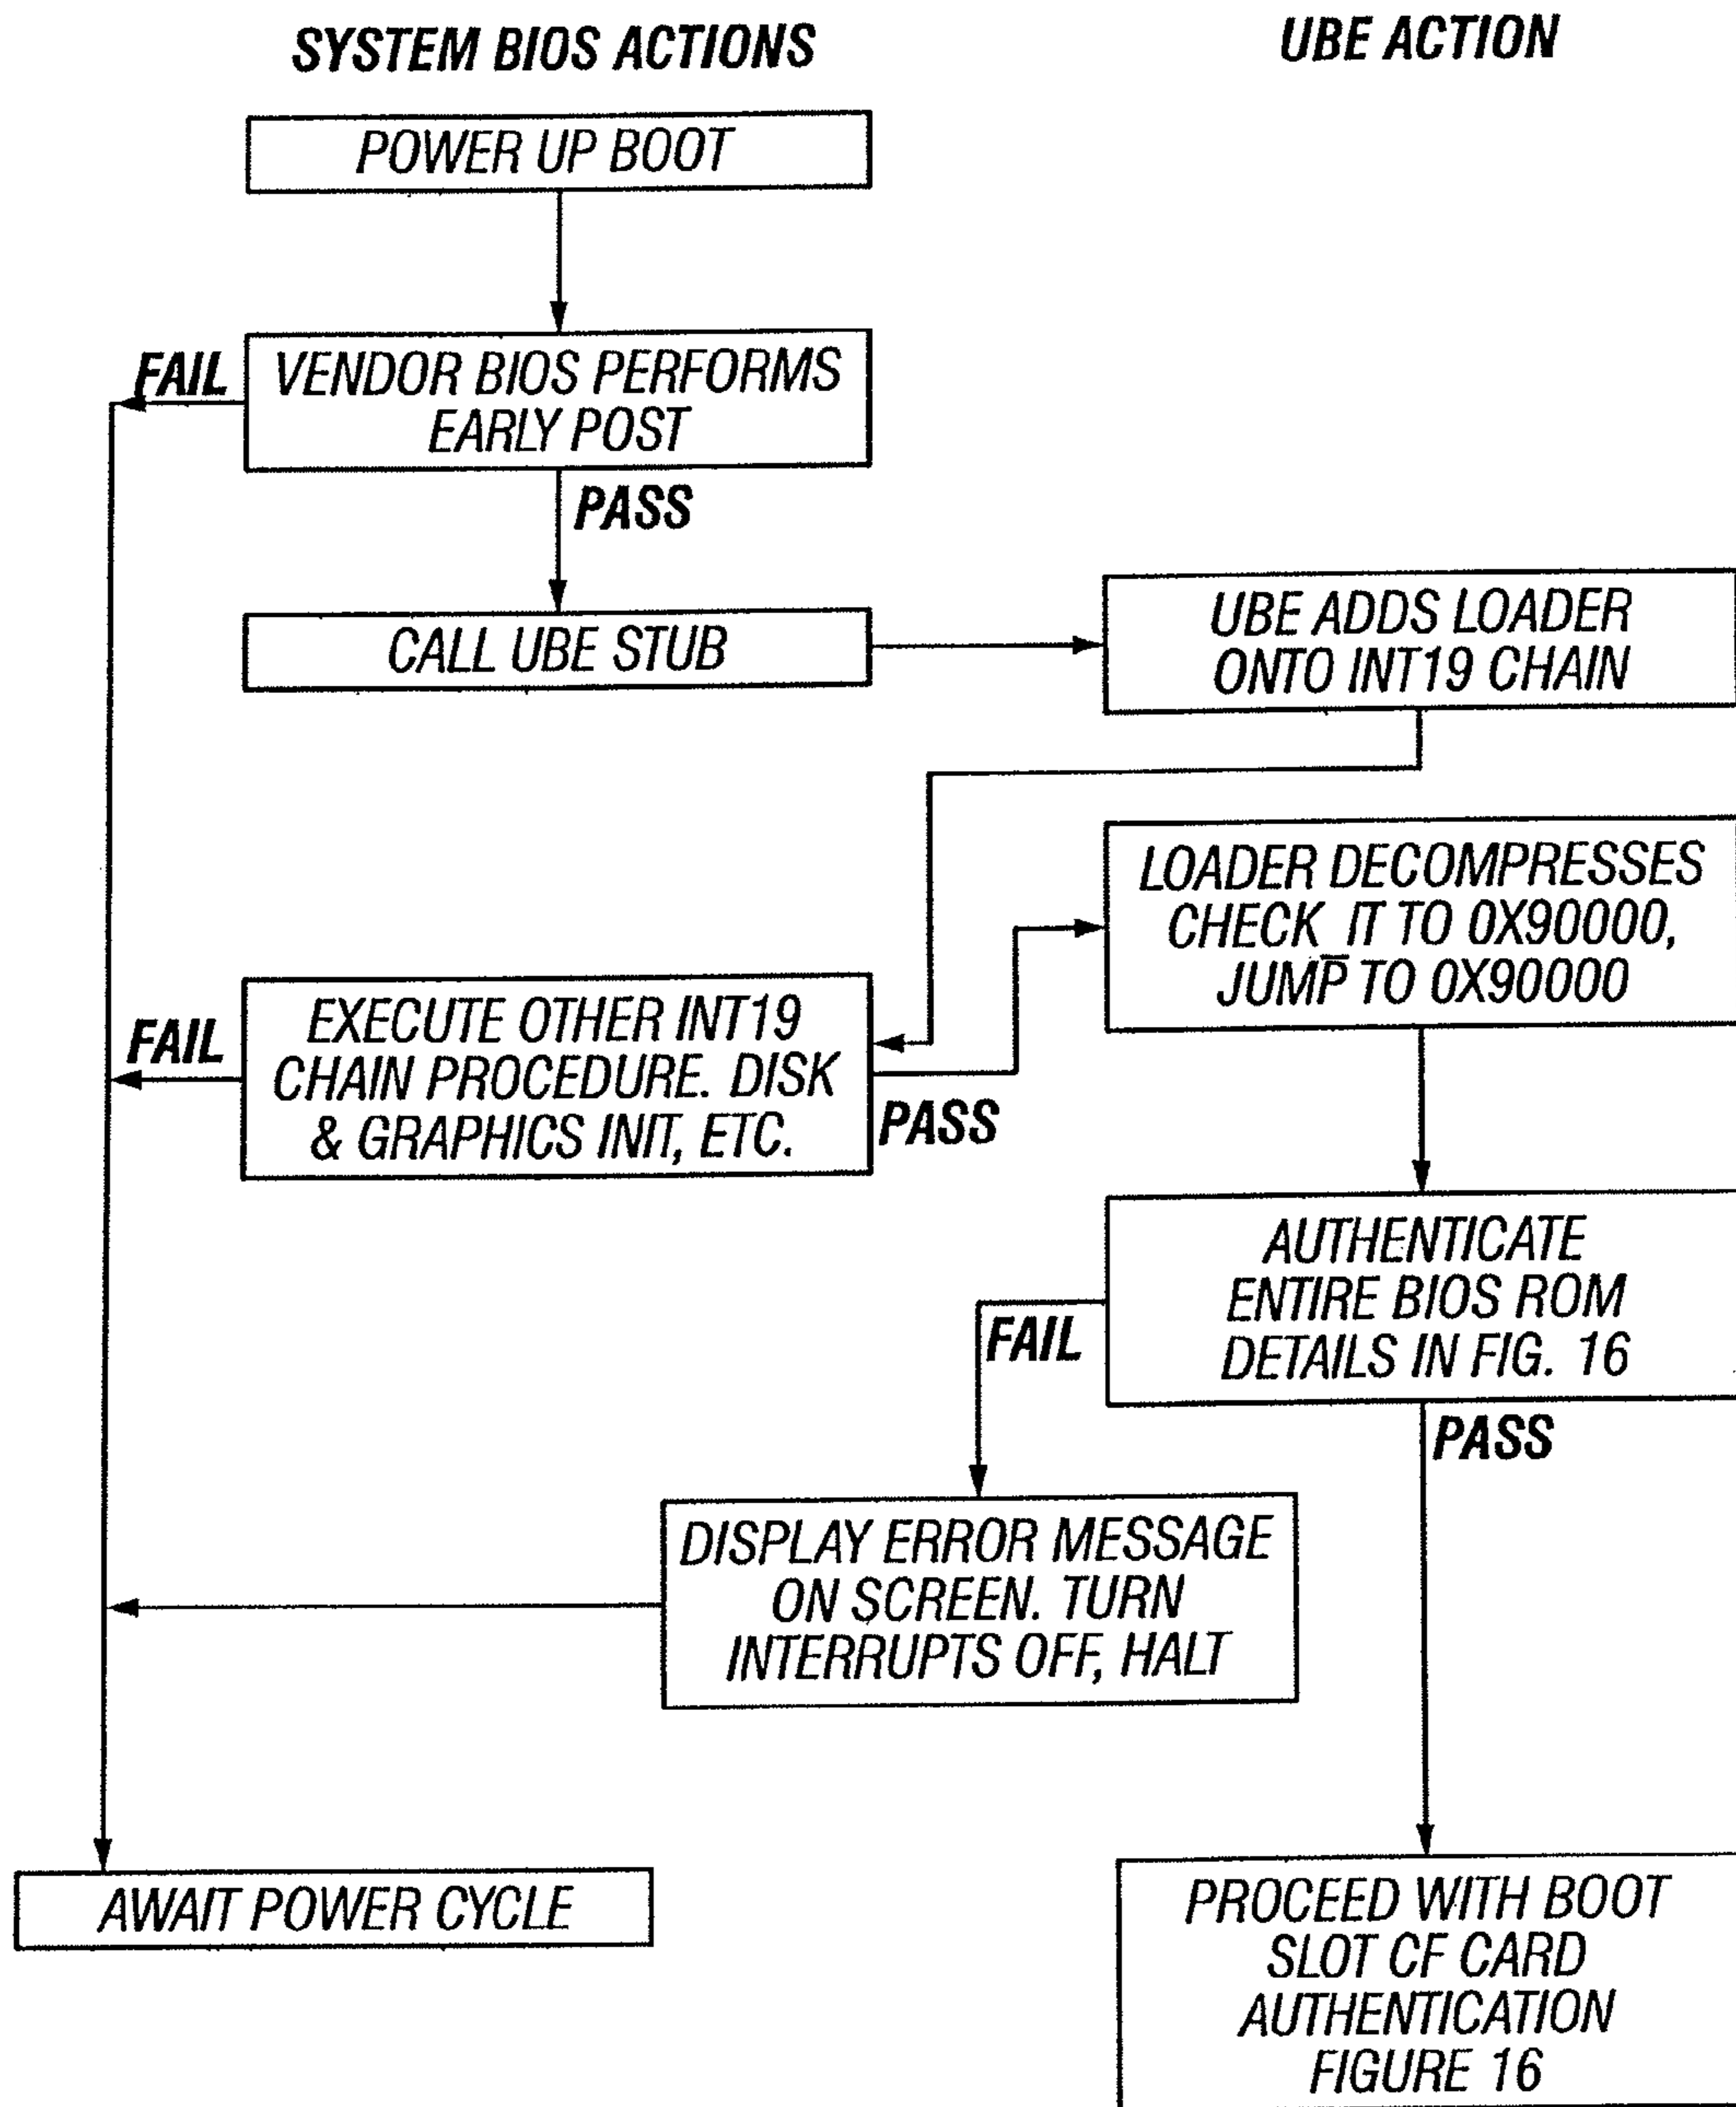 SYSTEM BIOS ACTIONS
UBE ACTION
POWER UP BOOT
FAIL
VENDOR BIOS PERFORMS
EARLY POST
PASS
CALL UBE STUB
UBE ADDS LOADER
ONTO INT19 CHAIN
LOADER DECOMPRESSES
CHECK_IT TO 0X90000,
JUMP TO 0X90000
FAIL
EXECUTE OTHER INT19
CHAIN PROCEDURE. DISK
& GRAPHICS INIT, ETC.
PASS
AUTHENTICATE
ENTIRE BIOS ROM
DETAILS IN FIG. 16
FAIL
PASS
DISPLAY ERROR MESSAGE
ON SCREEN. TURN
INTERRUPTS OFF, HALT
AWAIT POWER CYCLE
PROCEED WITH BOOT
SLOT CF CARD
AUTHENTICATION
FIGURE 16